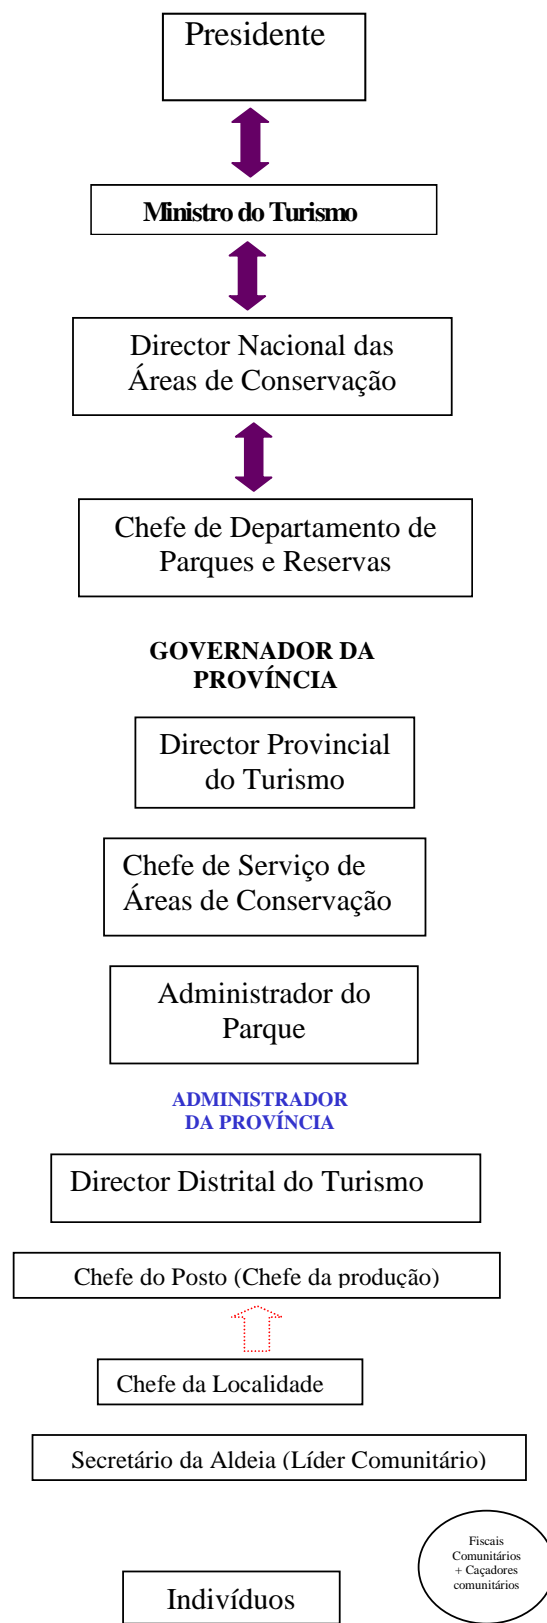 Presidente
Ministro do Turismo
Director Nacional das
Áreas de Conservação
Chefe de Departamento de
Parques e Reservas
GOVERNADOR DA
PROVÍNCIA
Director Provincial
do Turismo
Chefe de Serviço de
Áreas de Conservação
Administrador do
Parque
ADMINISTRADOR
DA PROVÍNCIA
Director Distrital do Turismo
Chefe do Posto (Chefe da produção)
Chefe da Localidade
Secretário da Aldeia (Líder Comunitário)
Fiscais
Comunitários
+ Caçadores
comunitários
Indivíduos